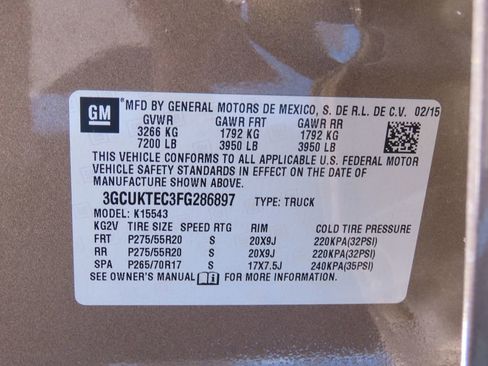 GM
MFD BY GENERAL MOTORS DE MEXICO, S. DE R.L. DE C.V. 02/15
GVWR GAWR FRT GAWR RR
3266 KG 1792 KG 1792 KG
7200 LB 3950 LB 3950 LB
THIS VEHICLE CONFORMS TO ALL APPLICABLE U.S. FEDERAL MOTOR
VEHICLE SAFETY STANDARDS IN EFFECT ON THE DATE OF
MANUFACTURE SHOWN ABOVE.
3GCUKTEC3FG286897 TYPE: TRUCK
MODEL: K15543
KG2V TIRE SIZE SPEED RTG RIM COLD TIRE PRESSURE
FRT P275/55R20 S 20X9J 220KPA(32PSI)
RR P275/55R20 S 20X9J 220KPA(32PSI)
SPA P265/70R17 S 17X7.5J 240KPA(35PSI)
SEE OWNER'S MANUAL FOR MORE INFORMATION.